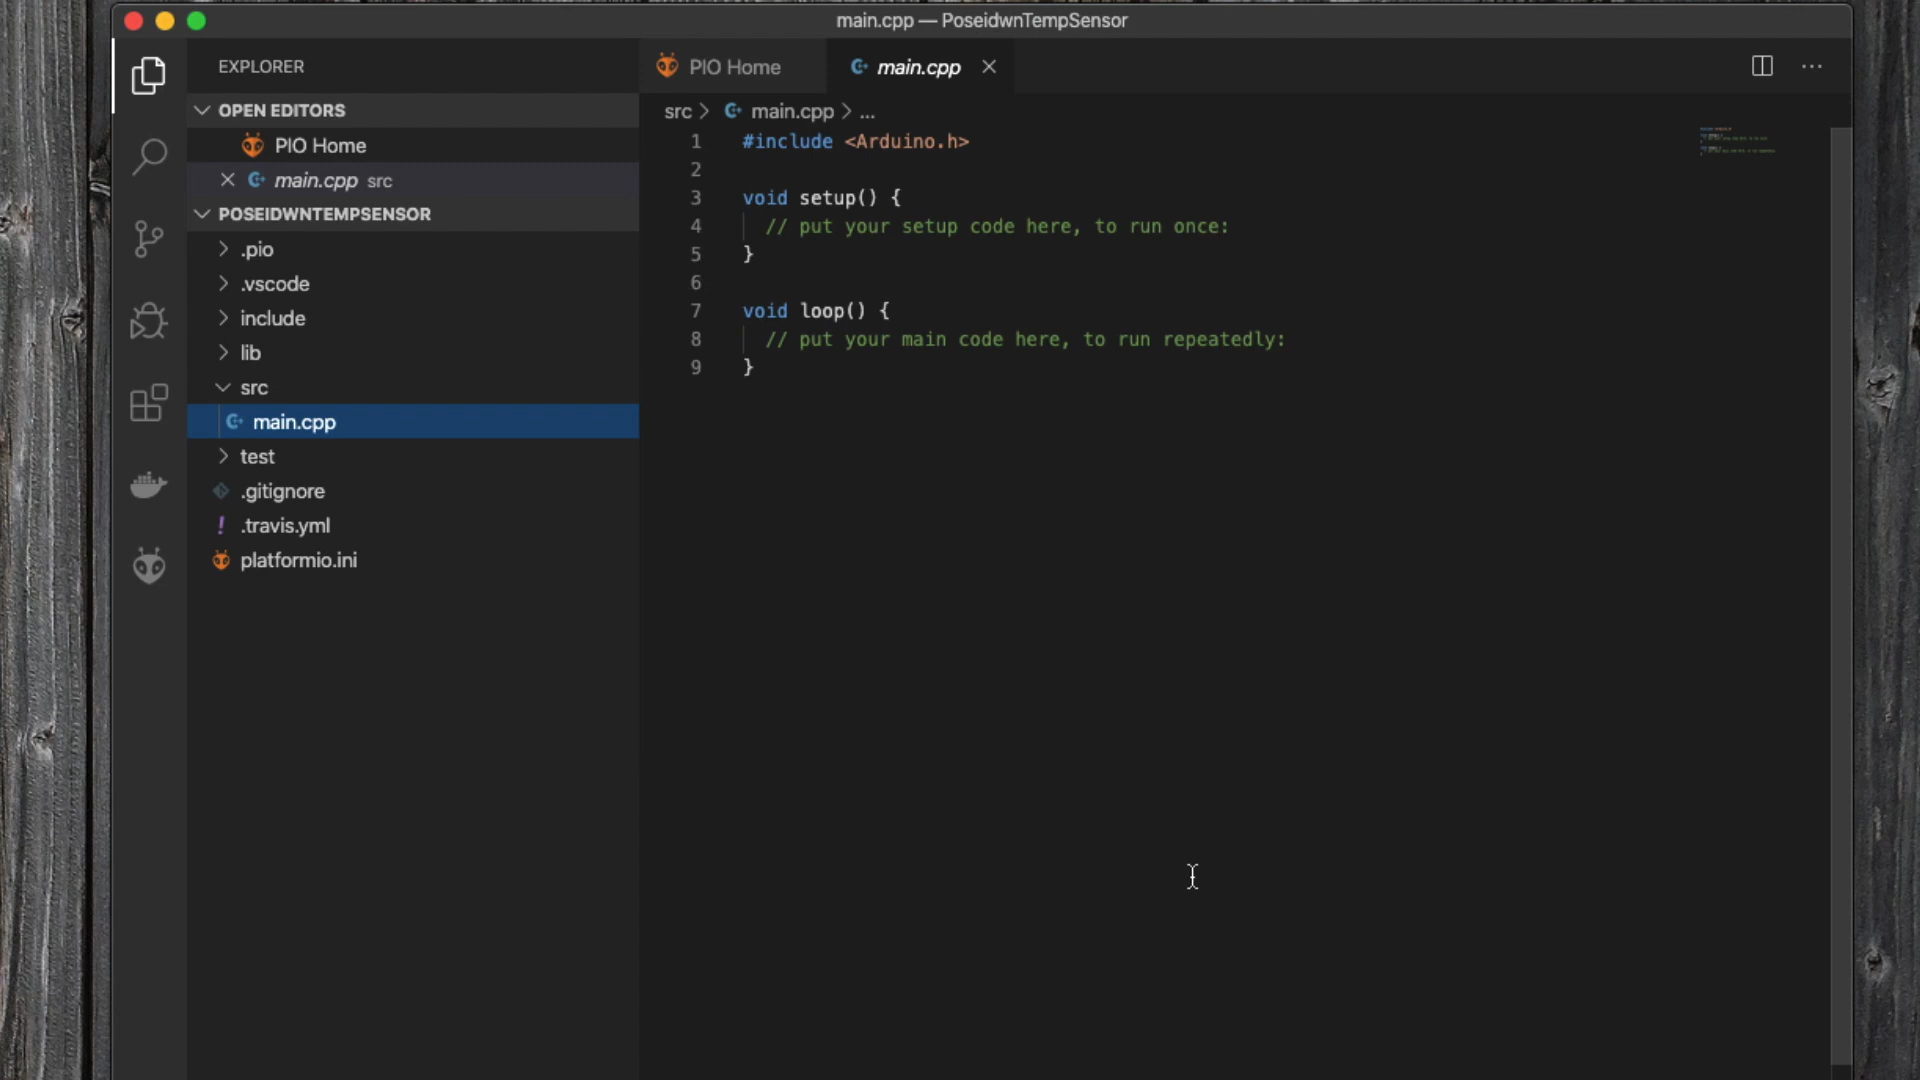 main.cpp — PoseidwnTempSensor
EXPLORER
OPEN EDITORS
PIO Home
main.cpp src
POSEIDWNTEMPSENSOR
.pio
.vscode
include
lib
src
main.cpp
test
.gitignore
! .travis.yml
platformio.ini
PIO Home
main.cpp
src > main.cpp > ...
1 #include <Arduino.h>
2
3 void setup() {
4 // put your setup code here, to run once:
5 }
6
7 void loop() {
8 // put your main code here, to run repeatedly:
9 }